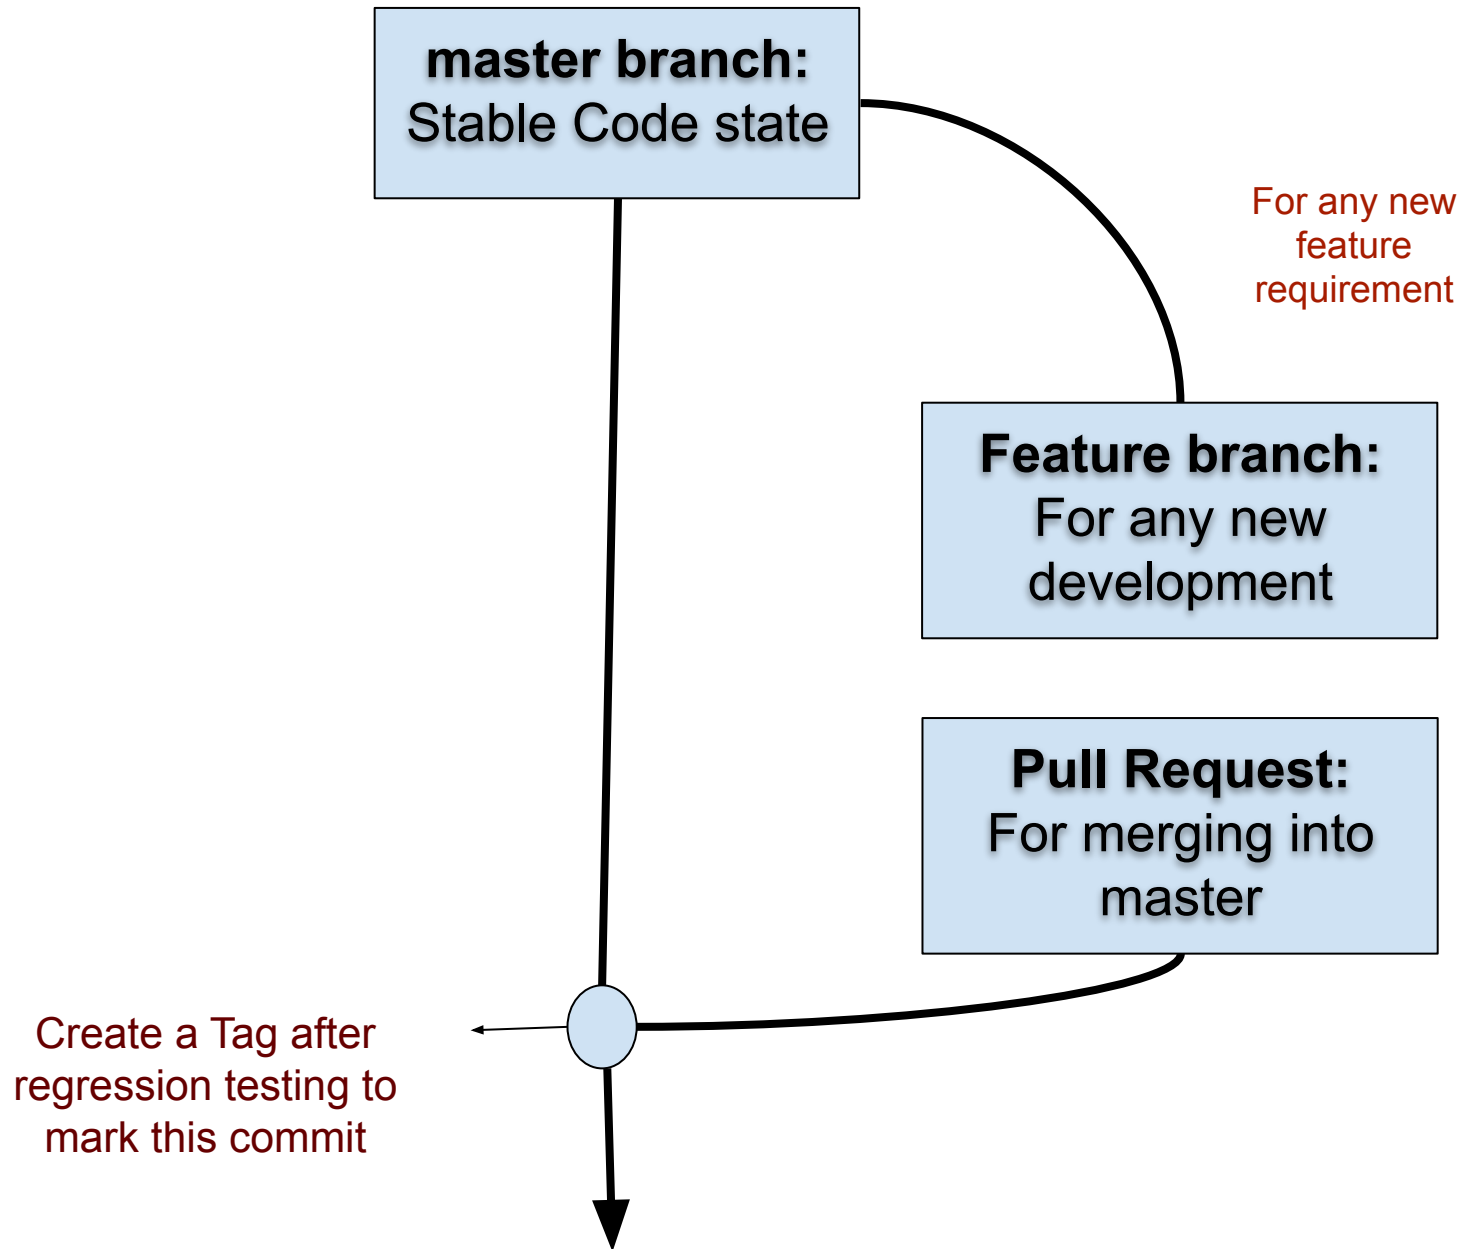 master branch:
Stable Code state
For any new
feature
requirement
Feature branch:
For any new
development
Pull Request:
For merging into
master
Create a Tag after
regression testing to
mark this commit